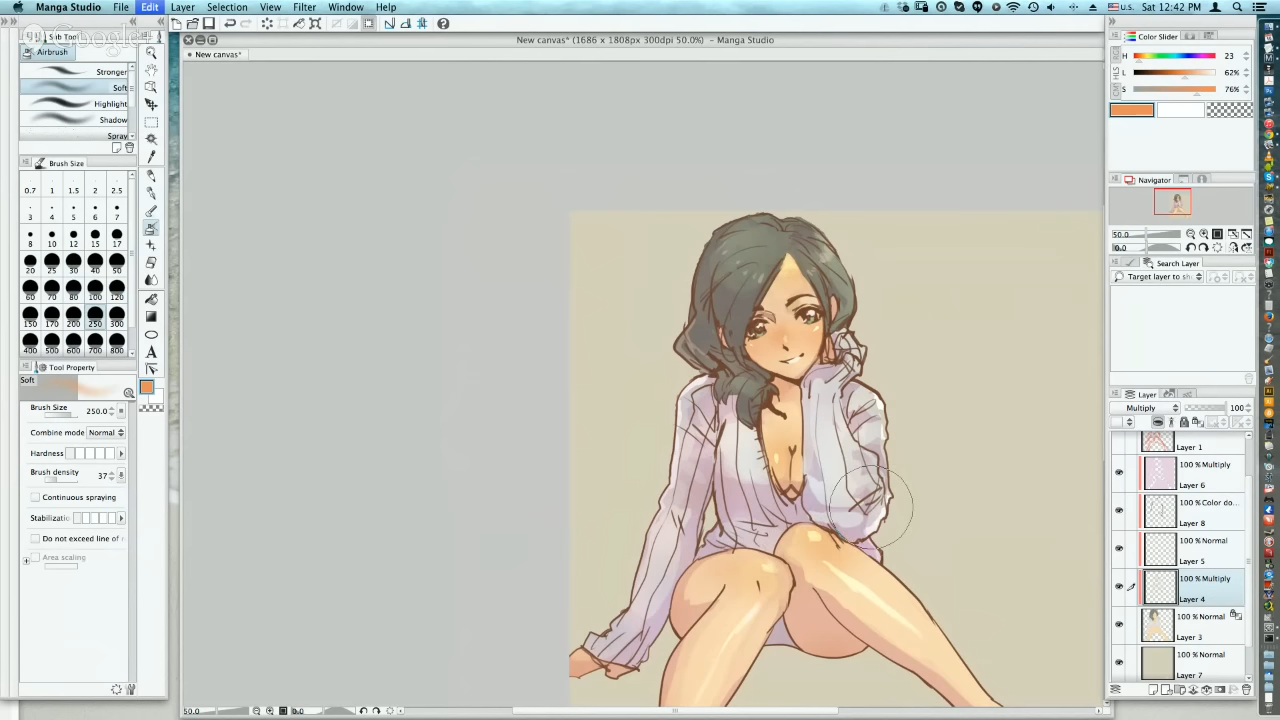 Manga Studio File Edit Layer Selection View Filter Window Help
U.S. Sat 12:42 PM
Sub Tool
Google
Airbrush
New canvas* (1686 x 1808px 300dpi 50.0%) - Manga Studio
New canvas*
Stronger
Soft
Highlight
Shadow
Spray
Brush Size
0.7 1 1.5 2 2.5
3 4 5 6 7
8 10 12 15 17
20 25 30 40 50
60 70 80 100 120
150 170 200 250 300
400 500 600 700 800
Tool Property
Soft
Brush Size 250.0
Combine mode Normal
Hardness
Brush density 37
Continuous spraying
Do not exceed line of r
Area scaling
50.0 0.0
Color Slider
RGB
HLS
H 23
L 62%
S 76%
Navigator
50.0
0.0
Search Layer
Target layer to
Layer
Multiply 100
Layer 1
100 % Multiply
Layer 6
100 % Color do...
Layer 8
100 % Normal
Layer 5
100 % Multiply
Layer 4
100 % Normal
Layer 3
100 % Normal
Layer 7